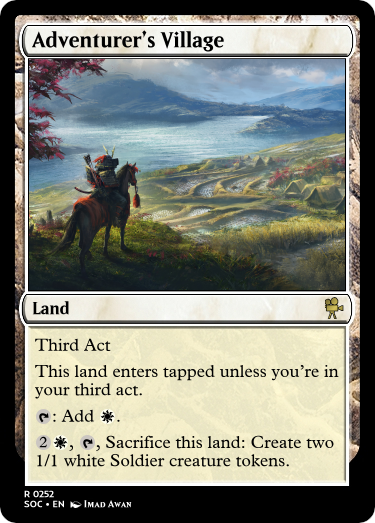 Adventurer's Village
Land
Third Act
This land enters tapped unless you're in
your third act.
: Add .
2 , , Sacrifice this land: Create two
1/1 white Soldier creature tokens.
R 0252
SOC • EN Imad Awan